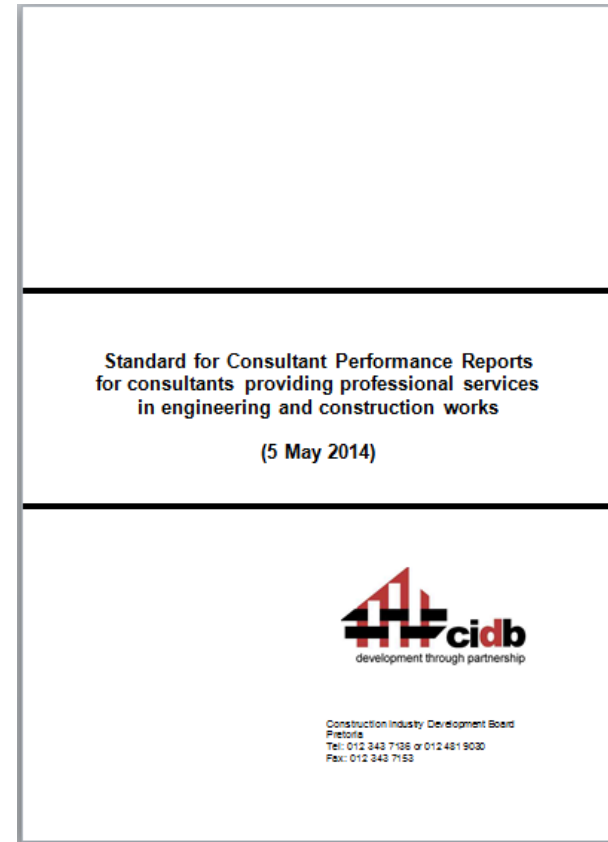 Standard for Consultant Performance Reports
for consultants providing professional services
in engineering and construction works
(5 May 2014)
cidb
development through partnership
Construction Industry Development Board
Pretoria
Tel: 012 343 7136 or 012 481 9030
Fax: 012 343 7153